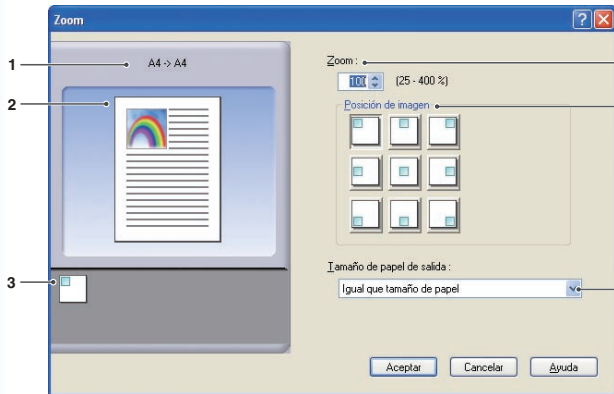 Zoom
1
A4 -> A4
2
3
Zoom :
100 (25 - 400 %)
Posición de imagen
Tamaño de papel de salida :
Igual que tamaño de papel
Aceptar Cancelar Ayuda